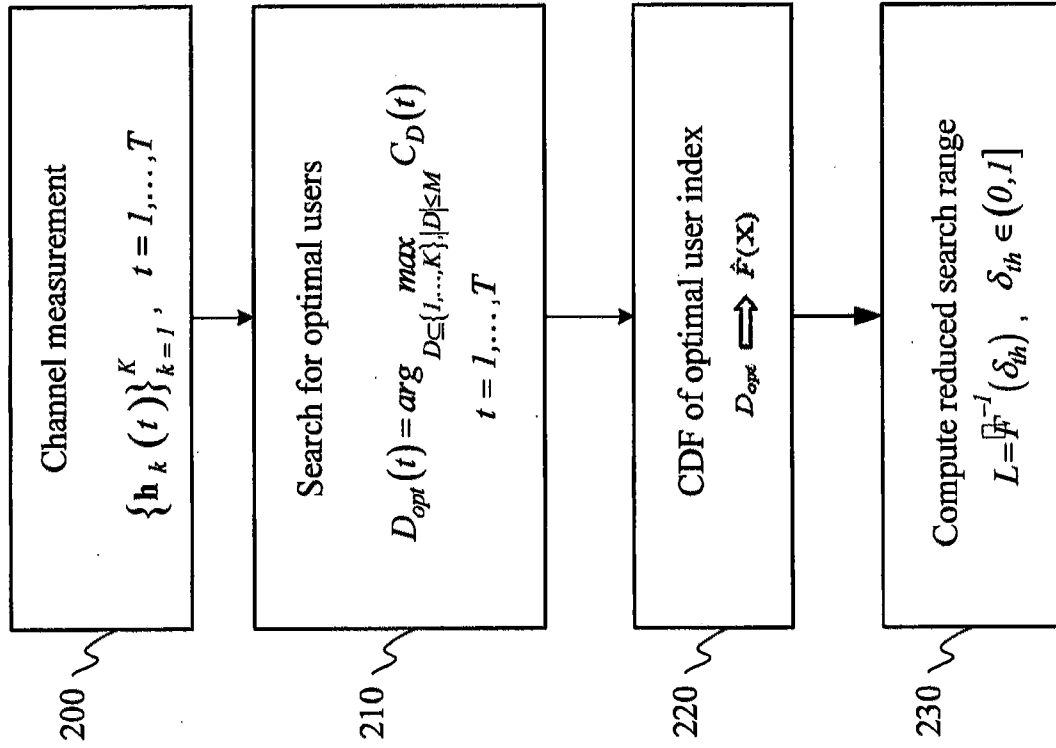 200
Channel measurement
{h_k(t)}_{k=1}^K, t = 1,...,T
210
Search for optimal users
D_opt(t) = arg max_{D⊆{1,...,K},|D|≤M} C_D(t)
t = 1,...,T
220
CDF of optimal user index
D_opt ⟹ F̂(X)
230
Compute reduced search range
L=F^{-1}(δ_th), δ_th ∈ (0,1]